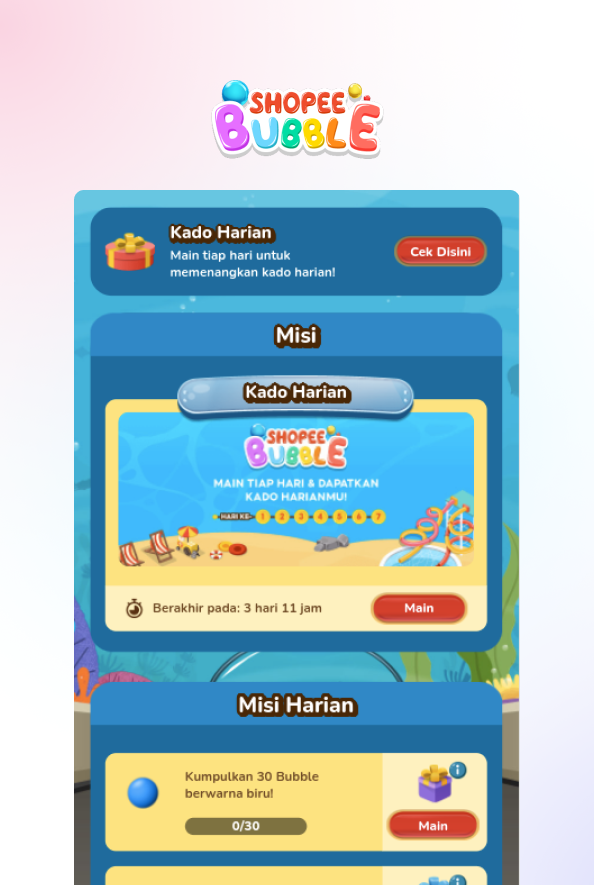 SHOPEE
BUBBLE
Kado Harian
Main tiap hari untuk
memenangkan kado harian!
Cek Disini
Misi
Kado Harian
SHOPEE
BUBBLE
MAIN TIAP HARI & DAPATKAN
KADO HARIANMU!
HARI KE- 1 2 3 4 5 6 7
Berakhir pada: 3 hari 11 jam
Main
Misi Harian
Kumpulkan 30 Bubble
berwarna biru!
i
0/30
Main